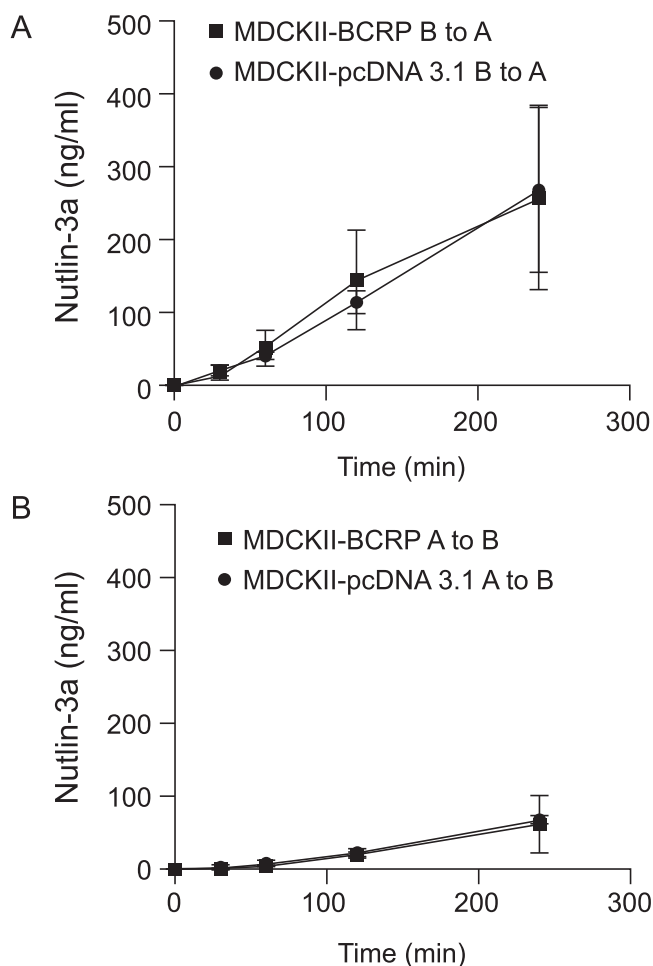 A
500
400
300
200
100
0
Nutlin-3a (ng/ml)
MDCKII-BCRP B to A
MDCKII-pcDNA 3.1 B to A
0 100 200 300
Time (min)
B
500
400
300
200
100
0
Nutlin-3a (ng/ml)
MDCKII-BCRP A to B
MDCKII-pcDNA 3.1 A to B
0 100 200 300
Time (min)